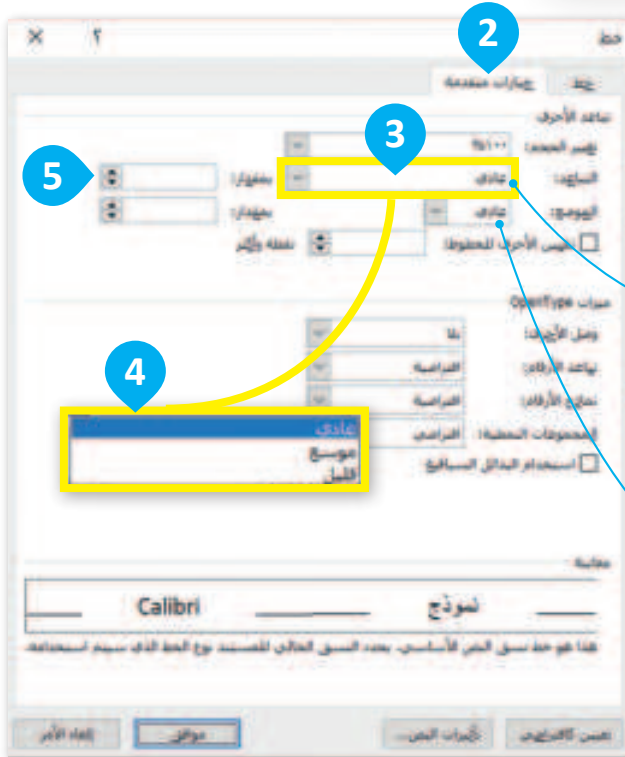 خط
؟ ×
2
خط خيارات متقدمة
تباعد الأحرف
3
تغيير الحجم: ١٠٠%
التباعد: عادي بمقدار:
5
الموضع: عادي بمقدار:
الأحرف للخطوط: نقطة وأكثر
ميزات OpenType
وصل الأحرف: بلا
تباعد الأرقام: افتراضية
نماذج الأرقام: افتراضية
المجموعات النمطية: افتراضي
استخدام البدائل السياقية
4
عادي
موسع
معاينة
نموذج Calibri
هذا هو خط نسق النص الأساسي. يحدد النسق الحالي للمستند نوع الخط الذي سيتم استخدامه.
تعيين كافتراضي تأثيرات النص... موافق إلغاء الأمر